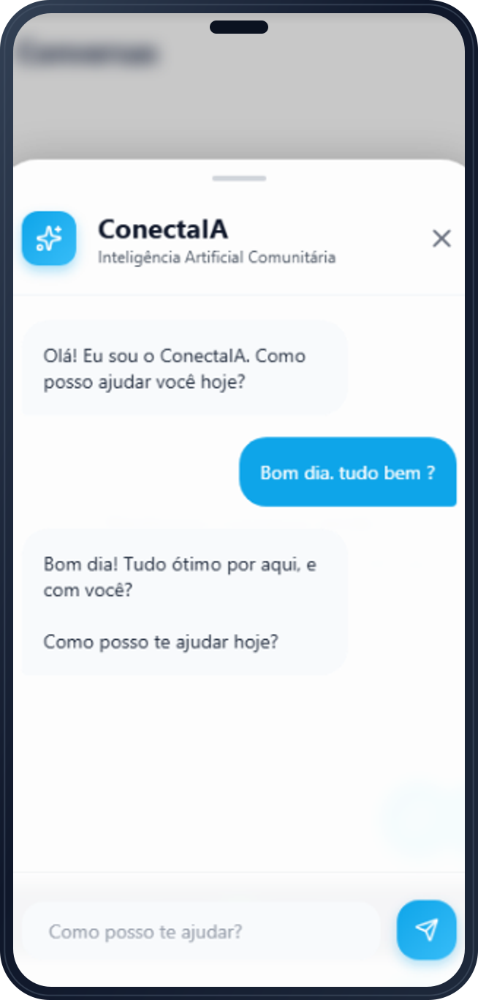 Conversas
ConectaIA
Inteligência Artificial Comunitária
Olá! Eu sou o ConectaIA. Como
posso ajudar você hoje?
Bom dia. tudo bem ?
Bom dia! Tudo ótimo por aqui, e
com você?
Como posso te ajudar hoje?
Como posso te ajudar?